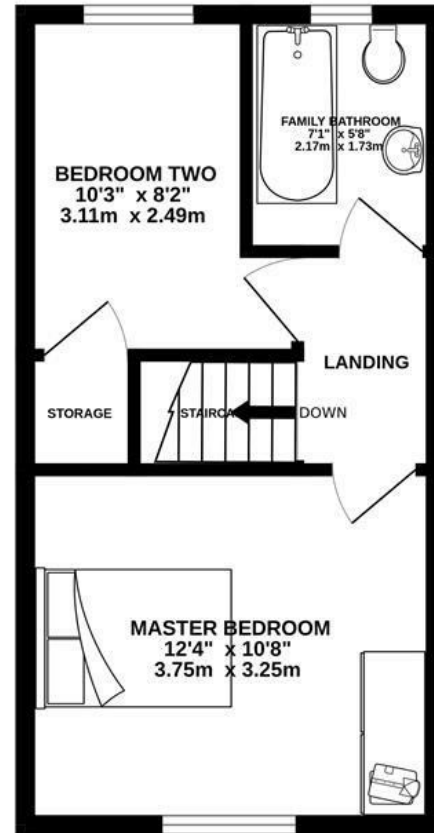 FAMILY BATHROOM
7'1" x 5'8"
2.17m x 1.73m
BEDROOM TWO
10'3" x 8'2"
3.11m x 2.49m
LANDING
STORAGE
STAIRCA
DOWN
MASTER BEDROOM
12'4" x 10'8"
3.75m x 3.25m